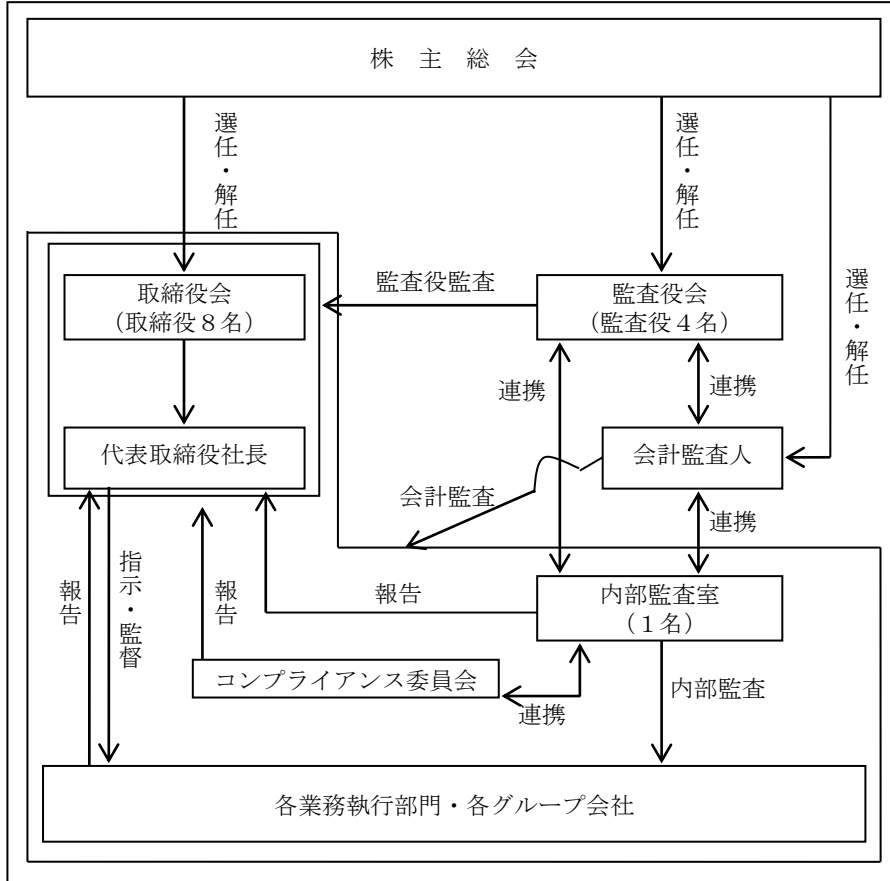 株主総会
選任・解任
選任・解任
選任・解任
取締役会
（取締役８名）
監査役監査
監査役会
（監査役４名）
連携
連携
代表取締役社長
会計監査人
会計監査
連携
報告
指示・監督
報告
報告
内部監査室
（１名）
コンプライアンス委員会
連携
内部監査
各業務執行部門・各グループ会社